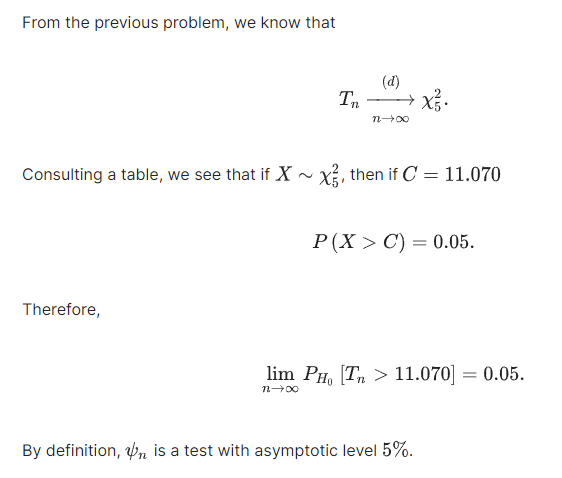 From the previous problem, we know that
$T_n \xrightarrow[n \to \infty]{(d)} \chi_5^2.$
Consulting a table, we see that if $X \sim \chi_5^2$, then if $C = 11.070$
$P(X > C) = 0.05.$
Therefore,
$\lim_{n \to \infty} P_{H_0} [T_n > 11.070] = 0.05.$
By definition, $\psi_n$ is a test with asymptotic level $5\%$.